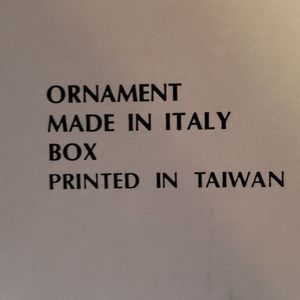 ORNAMENT
MADE IN ITALY
BOX
PRINTED IN TAIWAN